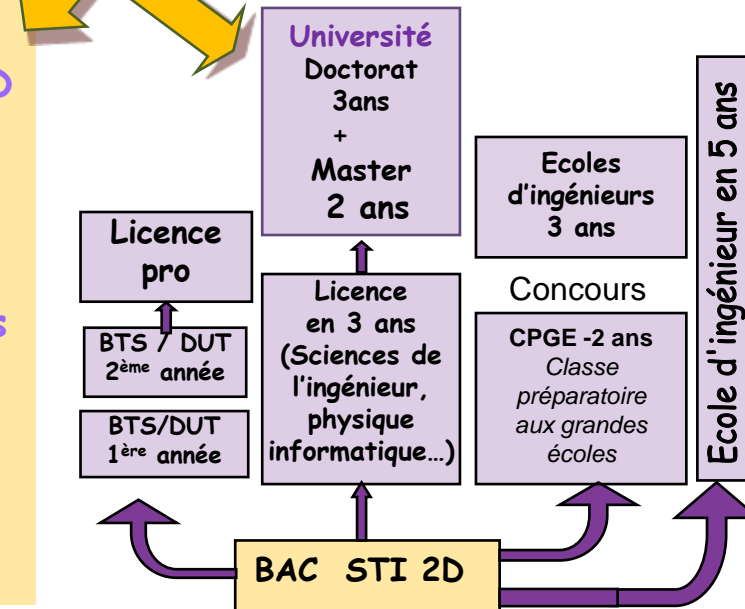 Université
Doctorat
3ans
+
Master
2 ans
Ecoles
d'ingénieurs
3 ans
Ecole d'ingénieur en 5 ans
Licence
pro
Licence
en 3 ans
(Sciences de
l'ingénieur,
physique
informatique…)
Concours
BTS / DUT
2ème année
CPGE -2 ans
Classe
préparatoire
aux grandes
écoles
BTS/DUT
1ère année
BAC STI 2D